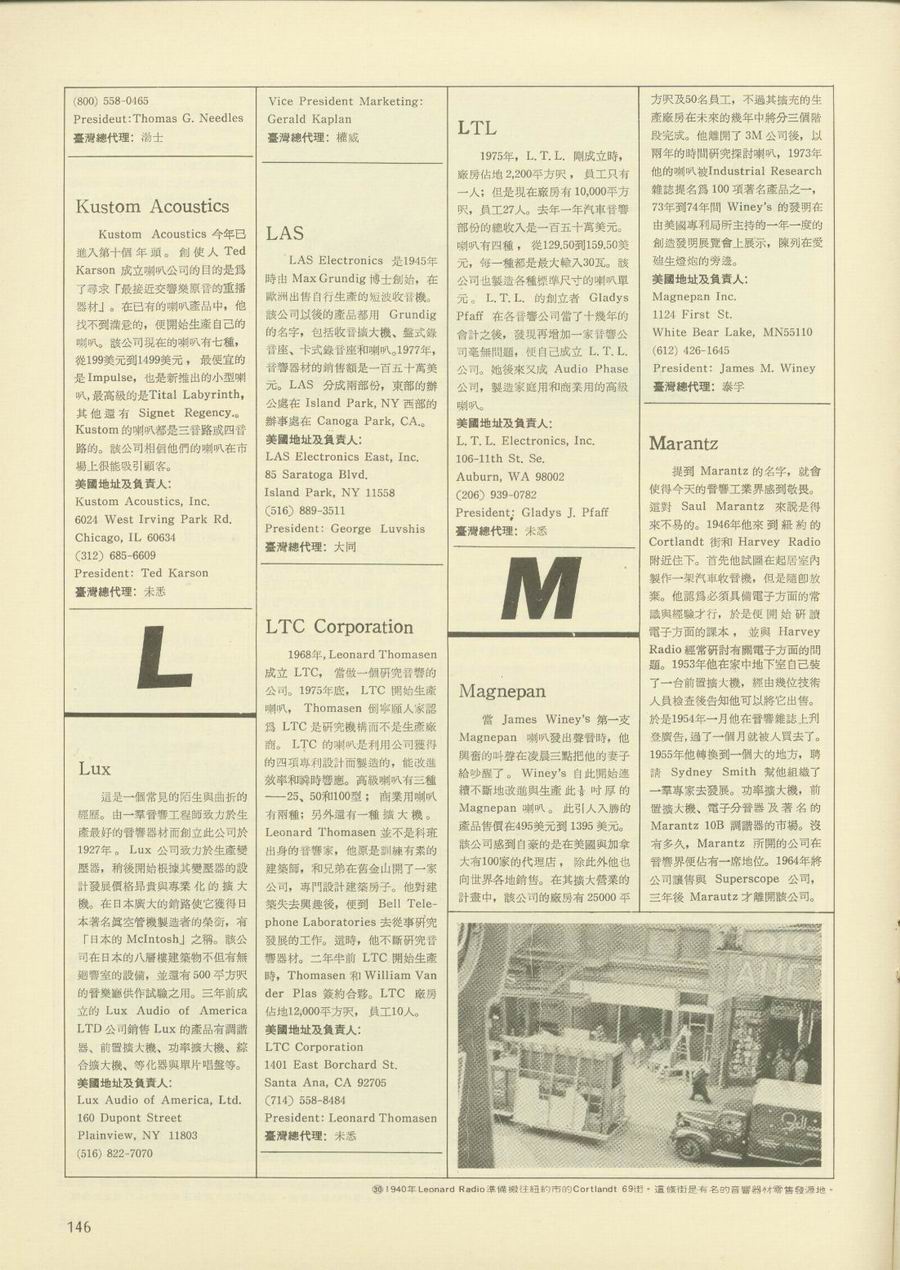 (800) 558-0465
Presideut:Thomas G. Needles
臺灣總代理：瀚士
Kustom Acoustics
Kustom Acoustics 今年已
進入第十個年頭。創使人 Ted
Karson 成立喇叭公司的目的是爲
了尋求「最接近交響樂原音的重播
器材」。在已有的喇叭產品中，他
找不到滿意的，便開始生產自己的
喇叭。該公司現在的喇叭有七種，
從199美元到1499美元，最便宜的
是 Impulse，也是新推出的小型喇
叭,最高級的是Tital Labyrinth,
其他還有 Signet Regency.。
Kustom 的喇叭都是三音路或四音
路的。該公司相信他們的喇叭在市
場上很能吸引顧客。
美國地址及負責人：
Kustom Acoustics, Inc.
6024 West Irving Park Rd.
Chicago, IL 60634
(312) 685-6609
President: Ted Karson
臺灣總代理：未悉
L
Lux
這是一個常見的陌生與曲折的
經歷。由一羣音響工程師致力於生
產最好的音響器材而創立此公司於
1927年。Lux 公司致力於生產變
壓器，稍後開始根據其變壓器的設
計發展價格昻貴與專業化的擴大
機。在日本廣大的銷路使它獲得日
本著名眞空管機製造者的榮銜，有
「日本的 McIntosh」之稱。該公
司在日本的八層樓建築物不但有無
廻響室的設備，並還有 500 平方呎
的音樂廳供作試驗之用。三年前成
立的 Lux Audio of America
LTD 公司銷售 Lux 的產品有調諧
器、前置擴大機、功率擴大機、綜
合擴大機、等化器與單片唱盤等。
美國地址及負責人：
Lux Audio of America, Ltd.
160 Dupont Street
Plainview, NY 11803
(516) 822-7070
Vice President Marketing:
Gerald Kaplan
臺灣總代理：權威
LAS
LAS Electronics 是1945年
時由 Max Grundig 博士創始，在
歐洲出售自行生產的短波收音機。
該公司以後的產品都用 Grundig
的名字，包括收音擴大機、盤式錄
音座、卡式錄音座和喇叭。1977年，
音響器材的銷售額是一百五十萬美
元。LAS 分成兩部份，東部的辦
公處在 Island Park, NY 西部的
辦事處在 Canoga Park, CA.。
美國地址及負責人：
LAS Electronics East, Inc.
85 Saratoga Blvd.
Island Park, NY 11558
(516) 889-3511
President: George Luvshis
臺灣總代理：大同
LTC Corporation
1968年, Leonard Thomasen
成立 LTC，當做一個研究音響的
公司。1975年底，LTC 開始生產
喇叭，Thomasen 倒寧願人家認
爲 LTC 是研究機構而不是生產廠
商。LTC 的喇叭是利用公司獲得
的四項專利設計而製造的，能改進
效率和瞬時響應。高級喇叭有三種
——25、50和100型；商業用喇叭
有兩種；另外還有一種擴大機。
Leonard Thomasen 並不是科班
出身的音響家，他原是訓練有素的
建築師，和兄弟在舊金山開了一家
公司，專門設計建築房子。他對建
築失去興趣後，便到 Bell Tele-
phone Laboratories 去從事硏究
發展的工作。這時，他不斷研究音
響器材。二年半前 LTC 開始生產
時，Thomasen 和 William Van
der Plas 簽約合夥。LTC 廠房
佔地12,000平方呎，員工10人。
美國地址及負責人：
LTC Corporation
1401 East Borchard St.
Santa Ana, CA 92705
(714) 558-8484
President: Leonard Thomasen
臺灣總代理：未悉
LTL
1975年，L. T. L. 剛成立時，
廠房佔地 2,200平方呎，員工只有
一人；但是現在廠房有 10,000平方
呎，員工27人。去年一年汽車音響
部份的總收入是一百五十萬美元。
喇叭有四種，從129,50到159,50美
元，每一種都是最大輸入30瓦。該
公司也製造各種標準尺寸的喇叭單
元。L. T. L. 的創立者 Gladys
Pfaff 在各音響公司當了十幾年的
會計之後，發現再增加一家音響公
司毫無問題，便自己成立 L. T. L.
公司。她後來又成 Audio Phase
公司，製造家庭用和商業用的高級
喇叭。
美國地址及負責人：
L. T. L. Electronics, Inc.
106-11th St. Se.
Auburn, WA 98002
(206) 939-0782
President; Gladys J. Pfaff
臺灣總代理：未悉
M
Magnepan
當 James Winey's 第一支
Magnepan 喇叭發出聲音時，他
興奮的叫聲在凌晨三點把他的妻子
給吵醒了。Winey's 自此開始連
續不斷地改進與生產此½吋厚的
Magnepan 喇叭。此引人入勝的
產品售價在495美元到 1395 美元。
該公司感到自豪的是在美國與加拿
大有100家的代理店，除此外他也
向世界各地銷售。在其擴大營業的
計畫中，該公司的廠房有 25000 平
方呎及50名員工，不過其擴充的生
產廠房在未來的幾年中將分三個階
段完成。他離開了 3M 公司後，以
兩年的時間研究探討喇叭，1973年
他的喇叭被Industrial Research
雜誌提名爲 100 項著名產品之一，
73年到74年間 Winey's 的發明在
由美國專利局所主持的一年一度的
創造發明展覽會上展示，陳列在愛
迪生燈炮的旁邊。
美國地址及負責人：
Magnepan Inc.
1124 First St.
White Bear Lake, MN55110
(612) 426-1645
President: James M. Winey
臺灣總代理：泰孚
Marantz
提到 Marantz 的名字，就會
使得今天的音響工業界感到敬畏。
這對 Saul Marantz 來說是得
來不易的。1946年他來到紐約的
Cortlandt 街和 Harvey Radio
附近住下。首先他試圖在起居室內
製作一架汽車收音機，但是隨卽放
棄。他認爲必須具備電子方面的常
識與經驗才行，於是便開始研讀
電子方面的課本，並與 Harvey
Radio 經常研討有關電子方面的問
題。1953年他在家中地下室自己裝
了一台前置擴大機，經由幾位技術
人員檢查後告知他可以將它出售。
於是1954年一月他在音響雜誌上刋
登廣告,過了一個月就被人買去了。
1955年他轉換到一個大的地方，聘
請 Sydney Smith 幫他組織了
一羣專家去發展。功率擴大機，前
置擴大機、電子分音器及著名的
Marantz 10B 調諧器的市場。沒
有多久，Marantz 所開的公司在
音響界便佔有一席地位。1964年將
公司讓售與 Superscope 公司，
三年後 Marautz 才離開該公司。
㉚1940年Leonard Radio準備搬往紐約市的Cortlandt 69街。這條街是有名的音響器材零售發源地。
146